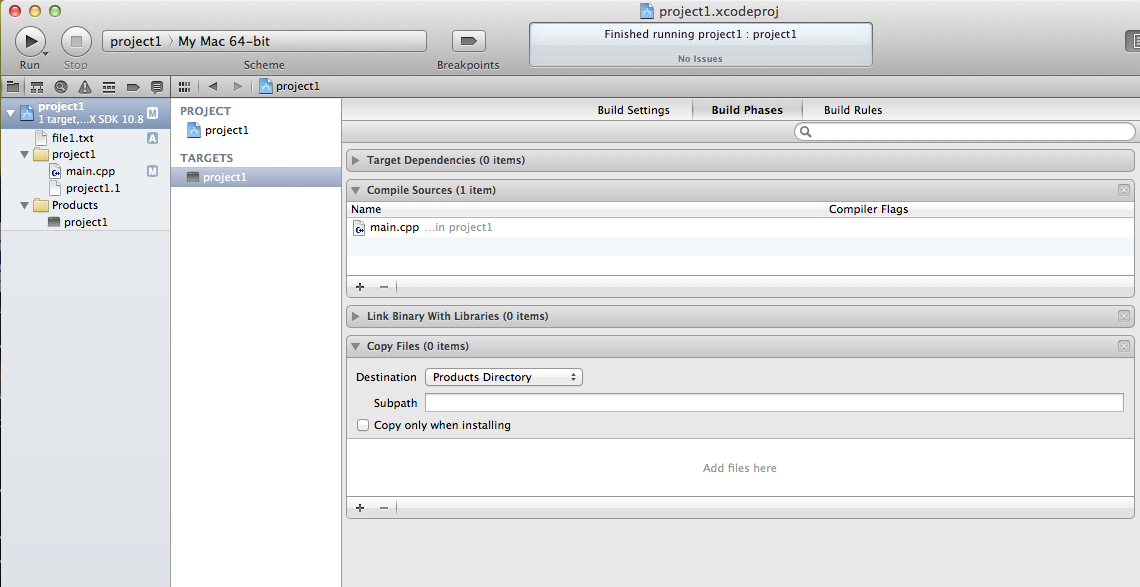 project1.xcodeproj
project1 〉 My Mac 64-bit
Finished running project1 : project1
No Issues
Run
Stop
Scheme
Breakpoints
project1
project1
1 target,...X SDK 10.8
M
file1.txt
A
project1
main.cpp
M
project1.1
Products
project1
PROJECT
project1
TARGETS
project1
Build Settings
Build Phases
Build Rules
Target Dependencies (0 items)
Compile Sources (1 item)
Name
Compiler Flags
main.cpp ...in project1
Link Binary With Libraries (0 items)
Copy Files (0 items)
Destination
Products Directory
Subpath
Copy only when installing
Add files here